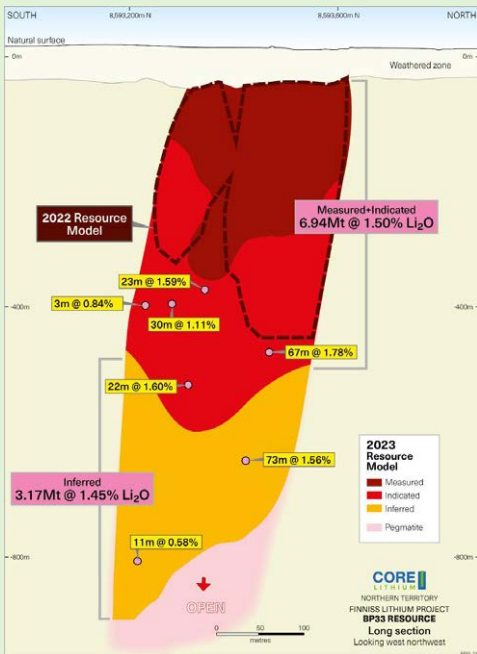 SOUTH
8,593,200m N
8,593,600m N
NORTH
Natural surface
0m
0m
Weathered zone
2022 Resource
Model
Measured+Indicated
6.94Mt @ 1.50% Li₂O
23m @ 1.59%
3m @ 0.84%
30m @ 1.11%
-400m
-400m
67m @ 1.78%
22m @ 1.60%
73m @ 1.56%
Inferred
3.17Mt @ 1.45% Li₂O
2023
Resource
Model
Measured
Indicated
Inferred
Pegmatite
11m @ 0.58%
-800m
-800m
OPEN
0
50
100
metres
CORE
LITHIUM
NORTHERN TERRITORY
FINNISS LITHIUM PROJECT
BP33 RESOURCE
Long section
Looking west northwest